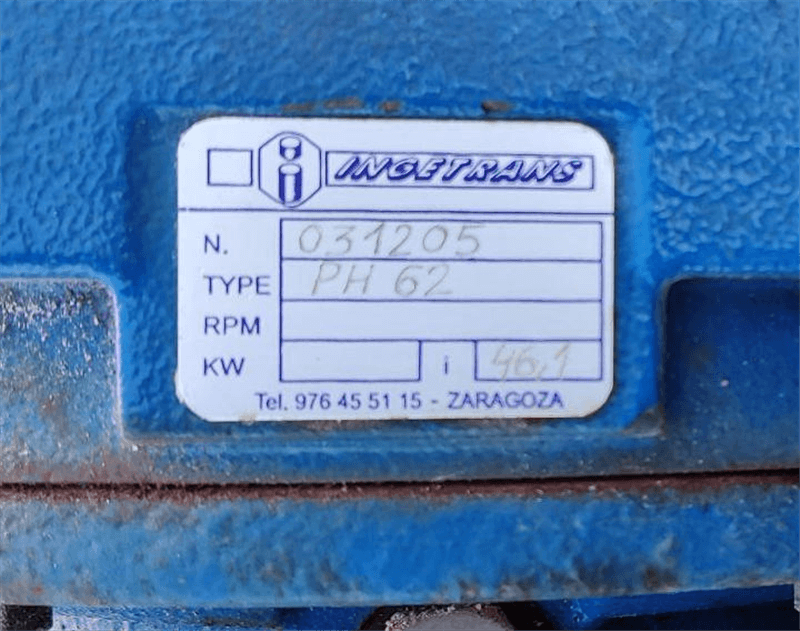 i INGETRANS
N. 031205
TYPE PH 62
RPM
KW i 46,1
Tel. 976 45 51 15 - ZARAGOZA